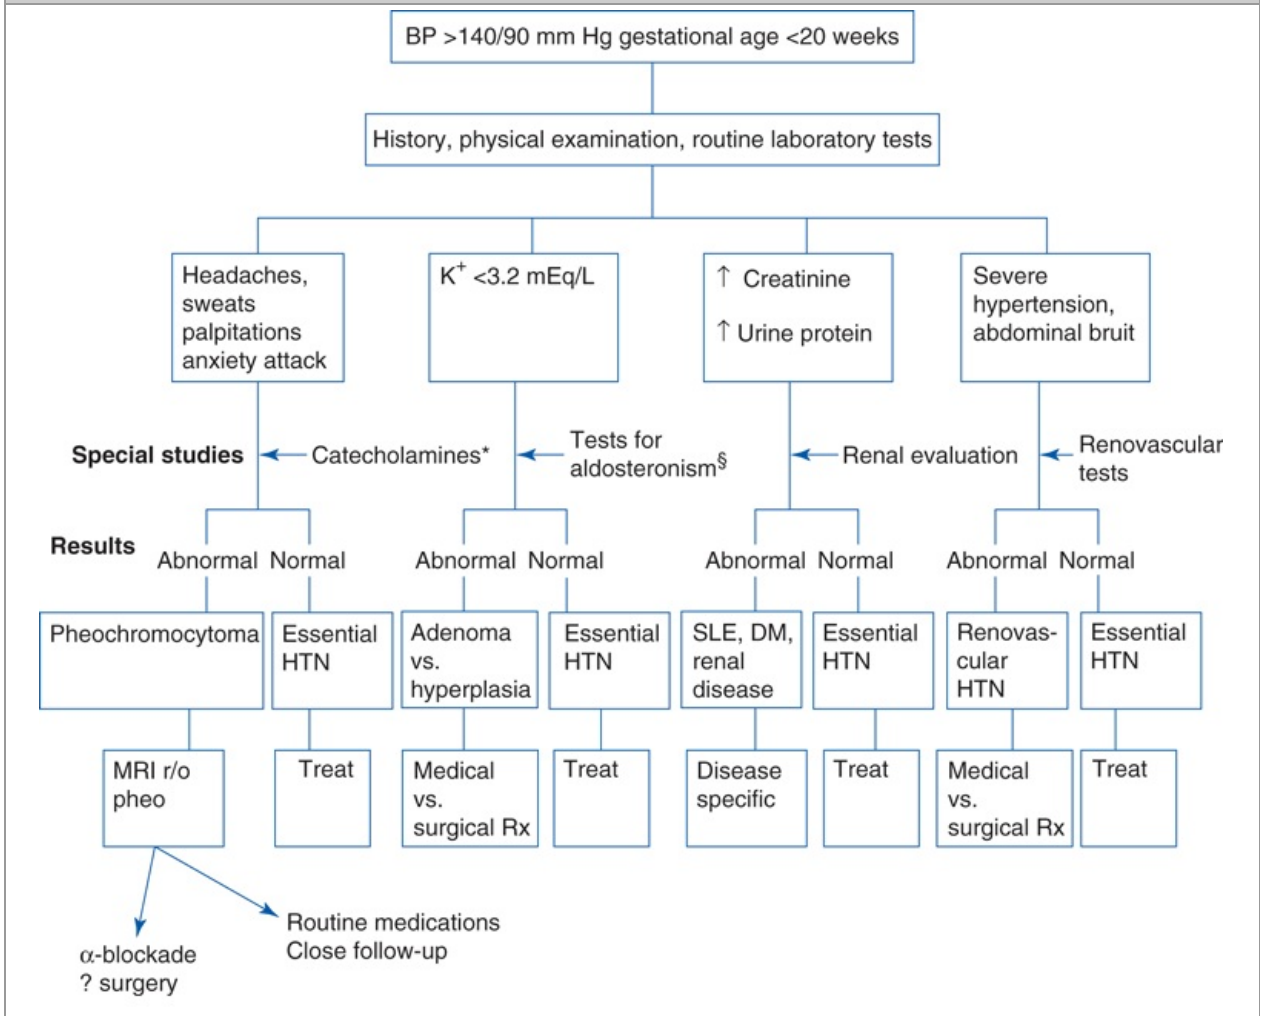 BP >140/90 mm Hg gestational age <20 weeks
History, physical examination, routine laboratory tests
Headaches,
sweats
palpitations
anxiety attack
K⁺ <3.2 mEq/L
↑ Creatinine
↑ Urine protein
Severe
hypertension,
abdominal bruit
Special studies
Catecholamines*
Tests for
aldosteronism§
Renal evaluation
Renovascular
tests
Results
Abnormal Normal
Abnormal Normal
Abnormal Normal
Abnormal Normal
Pheochromocytoma
Essential
HTN
Adenoma
vs.
hyperplasia
Essential
HTN
SLE, DM,
renal
disease
Essential
HTN
Renovas-
cular
HTN
Essential
HTN
MRI r/o
pheo
Treat
Medical
vs.
surgical Rx
Treat
Disease
specific
Treat
Medical
vs.
surgical Rx
Treat
α-blockade
? surgery
Routine medications
Close follow-up